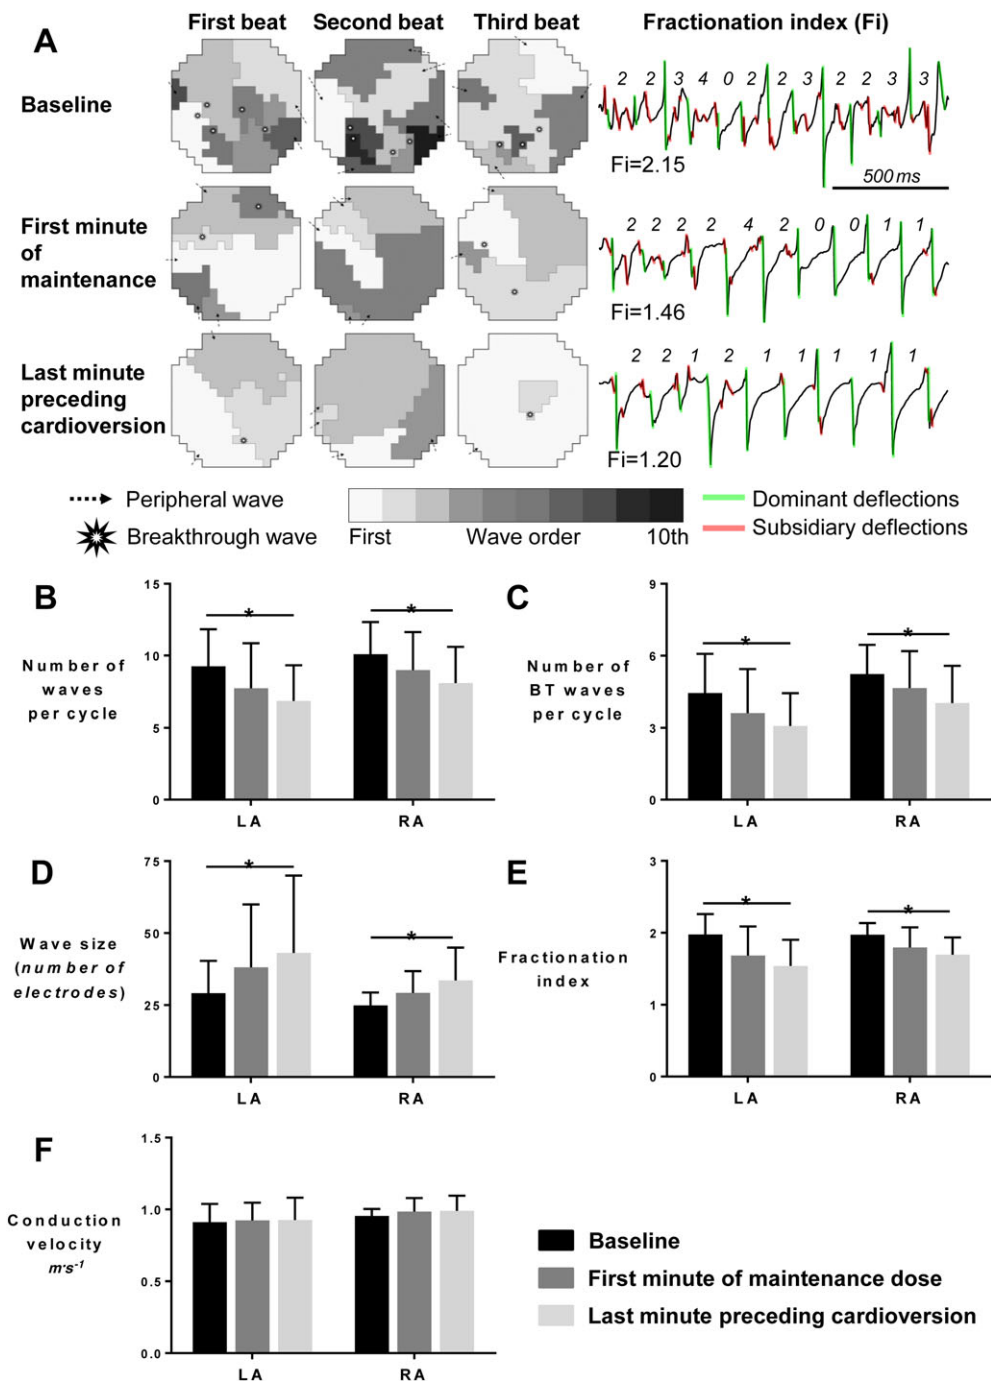 A
First beat Second beat Third beat Fractionation index (Fi)
Baseline
2 2 3 4 0 2 2 3 2 2 3 3
Fi=2.15
500 ms
First minute
of
maintenance
2 2 2 2 4 2 0 0 1 1
Fi=1.46
Last minute
preceding
cardioversion
2 2 1 2 1 1 1 1 1
Fi=1.20
Peripheral wave
Breakthrough wave
First Wave order 10th
Dominant deflections
Subsidiary deflections
B
Number of
waves
per cycle
15
10
5
0
*
*
LA RA
C
Number of
BT waves
per cycle
9
6
3
0
*
*
LA RA
D
Wave size
(number of
electrodes)
75
50
25
0
*
*
LA RA
E
Fractionation
index
3
2
1
0
*
*
LA RA
F
Conduction
velocity
m·s-1
1.5
1.0
0.5
0.0
LA RA
Baseline
First minute of maintenance dose
Last minute preceding cardioversion